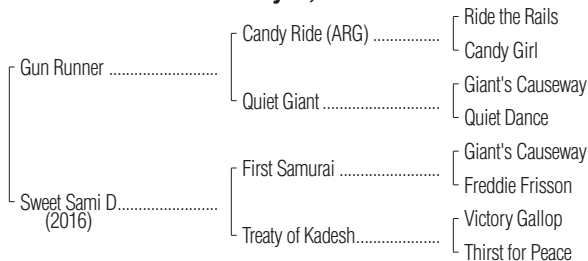 Ride the Rails
Candy Ride (ARG) ................
Candy Girl
Gun Runner ..........................
Giant's Causeway
Quiet Giant ............................
Quiet Dance
Giant's Causeway
First Samurai ........................
Freddie Frisson
Sweet Sami D........................
(2016)
Victory Gallop
Treaty of Kadesh....................
Thirst for Peace